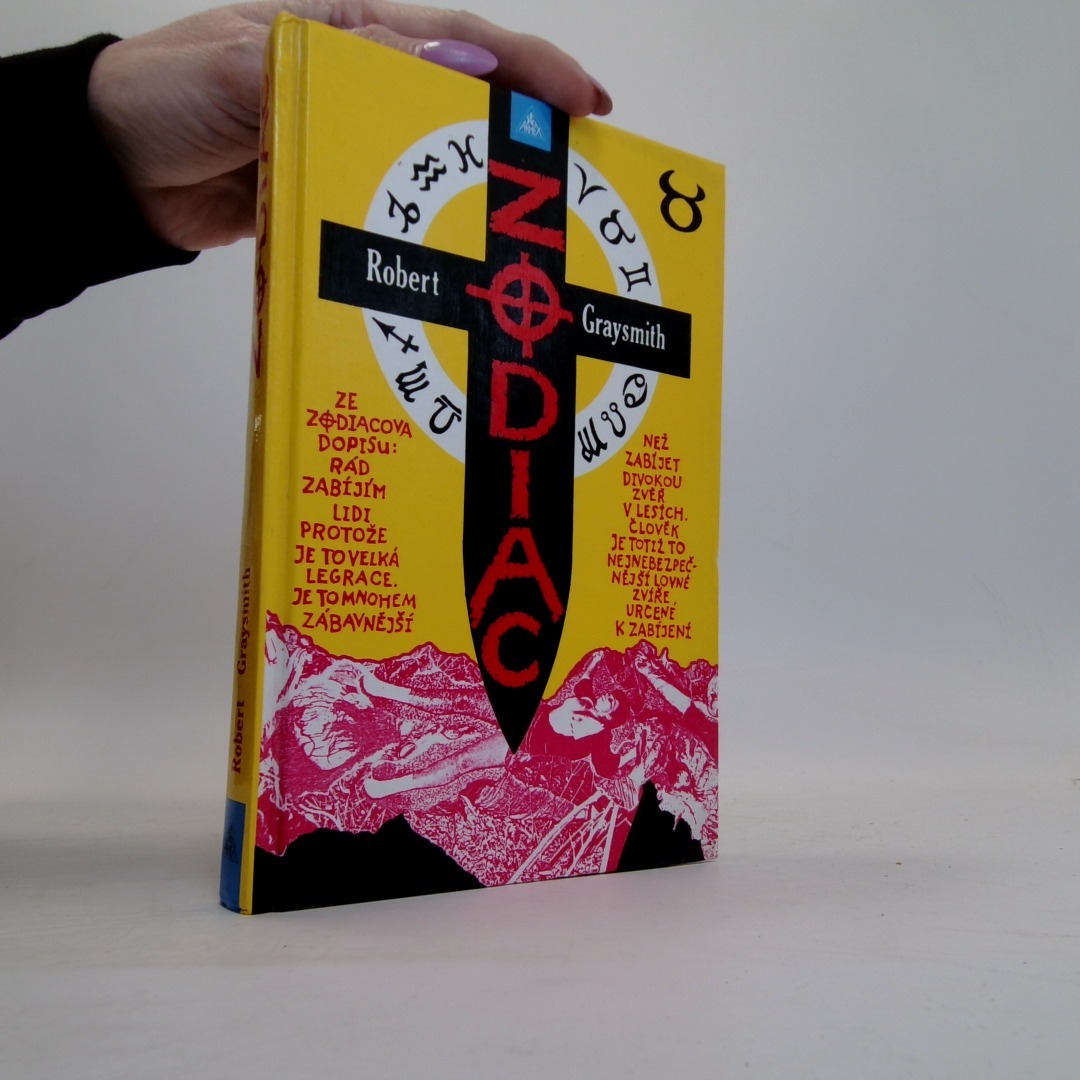 ZODIAC
Robert
Graysmith
ZE
ZODIACOVA
DOPISU:
RÁD
ZABÍJÍM
LIDI
PROTOŽE
JE TO VELKÁ
LEGRACE.
JE TO MNOHEM
ZÁBAVNĚJŠÍ
NEŽ
ZABÍJET
DIVOKOU
ZVĚŘ
V LESÍCH.
ČLOVĚK
JE TOTIŽ TO
NEJNEBEZPEČ-
NĚJŠÍ LOVNÉ
ZVÍŘE
URČENÉ
K ZABÍJENÍ
Robert Graysmith